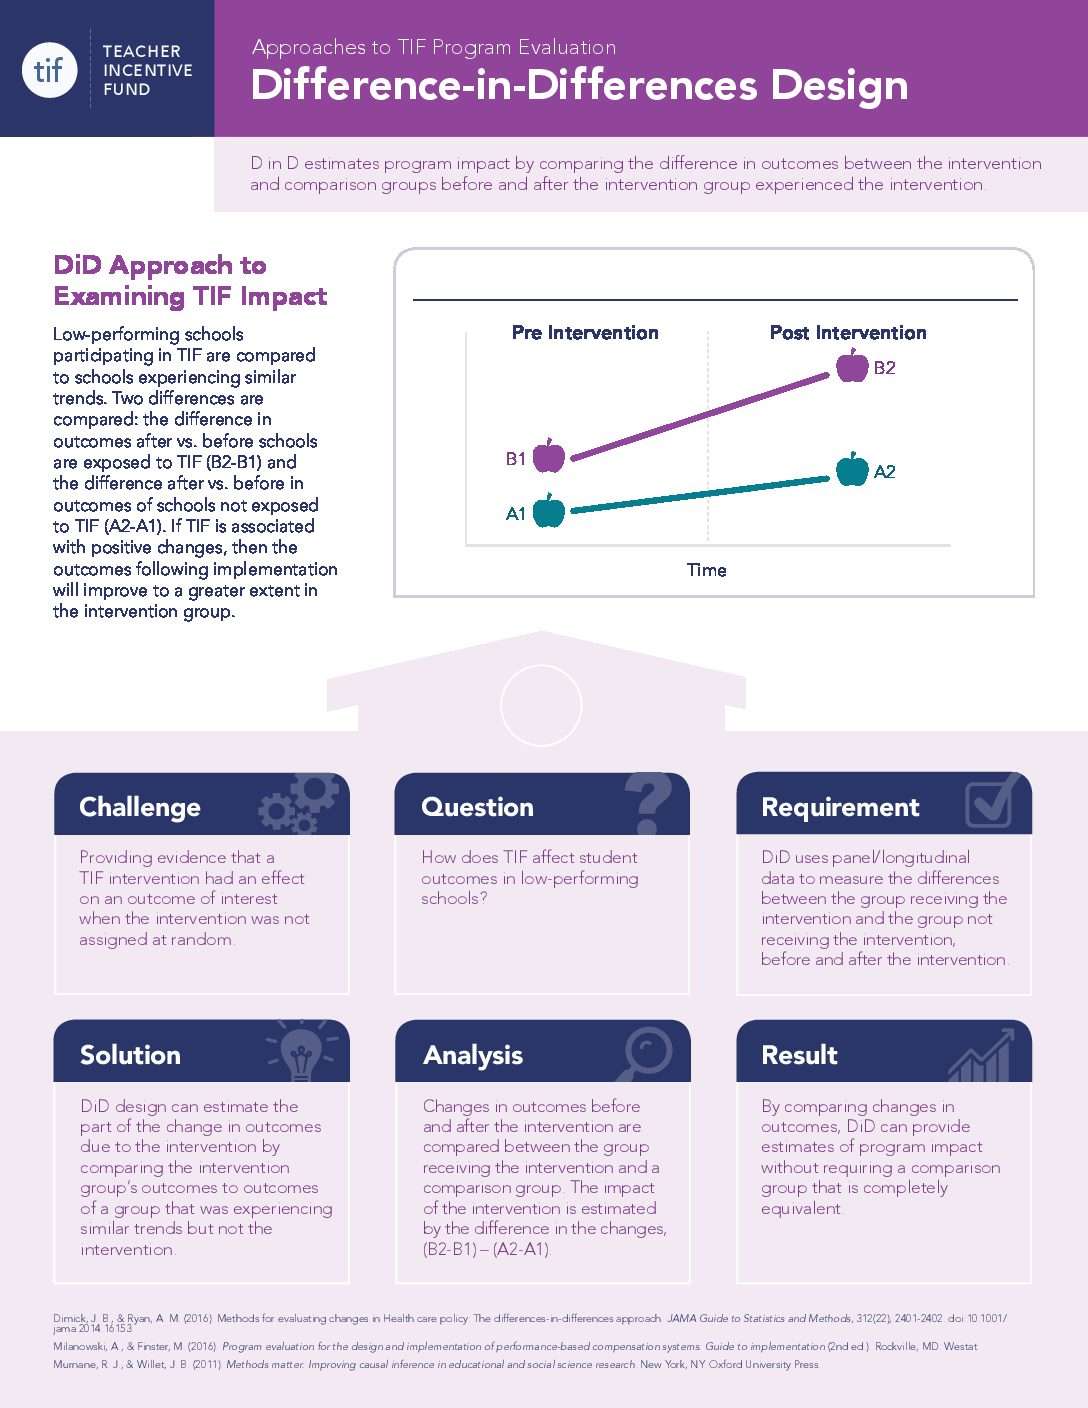 tif
TEACHER
INCENTIVE
FUND
Approaches to TIF Program Evaluation
Difference-in-Differences Design
D in D estimates program impact by comparing the difference in outcomes between the intervention
and comparison groups before and after the intervention group experienced the intervention.
DiD Approach to
Examining TIF Impact
Low-performing schools
participating in TIF are compared
to schools experiencing similar
trends. Two differences are
compared: the difference in
outcomes after vs. before schools
are exposed to TIF (B2-B1) and
the difference after vs. before in
outcomes of schools not exposed
to TIF (A2-A1). If TIF is associated
with positive changes, then the
outcomes following implementation
will improve to a greater extent in
the intervention group.
Pre Intervention
Post Intervention
B2
B1
A2
A1
Time
Challenge
Providing evidence that a
TIF intervention had an effect
on an outcome of interest
when the intervention was not
assigned at random.
Question
How does TIF affect student
outcomes in low-performing
schools?
Requirement
DiD uses panel/longitudinal
data to measure the differences
between the group receiving the
intervention and the group not
receiving the intervention,
before and after the intervention.
Solution
DiD design can estimate the
part of the change in outcomes
due to the intervention by
comparing the intervention
group's outcomes to outcomes
of a group that was experiencing
similar trends but not the
intervention.
Analysis
Changes in outcomes before
and after the intervention are
compared between the group
receiving the intervention and a
comparison group. The impact
of the intervention is estimated
by the difference in the changes,
(B2-B1) – (A2-A1).
Result
By comparing changes in
outcomes, DiD can provide
estimates of program impact
without requiring a comparison
group that is completely
equivalent.
Dimick, J. B., & Ryan, A. M. (2016). Methods for evaluating changes in Health care policy: The differences-in-differences approach. JAMA Guide to Statistics and Methods, 312(22), 2401-2402. doi:10.1001/
jama.2014.16153
Milanowski, A., & Finster, M. (2016). Program evaluation for the design and implementation of performance-based compensation systems: Guide to implementation (2nd ed.). Rockville, MD: Westat.
Murnane, R. J., & Willet, J. B. (2011). Methods matter: Improving causal inference in educational and social science research. New York, NY: Oxford University Press.